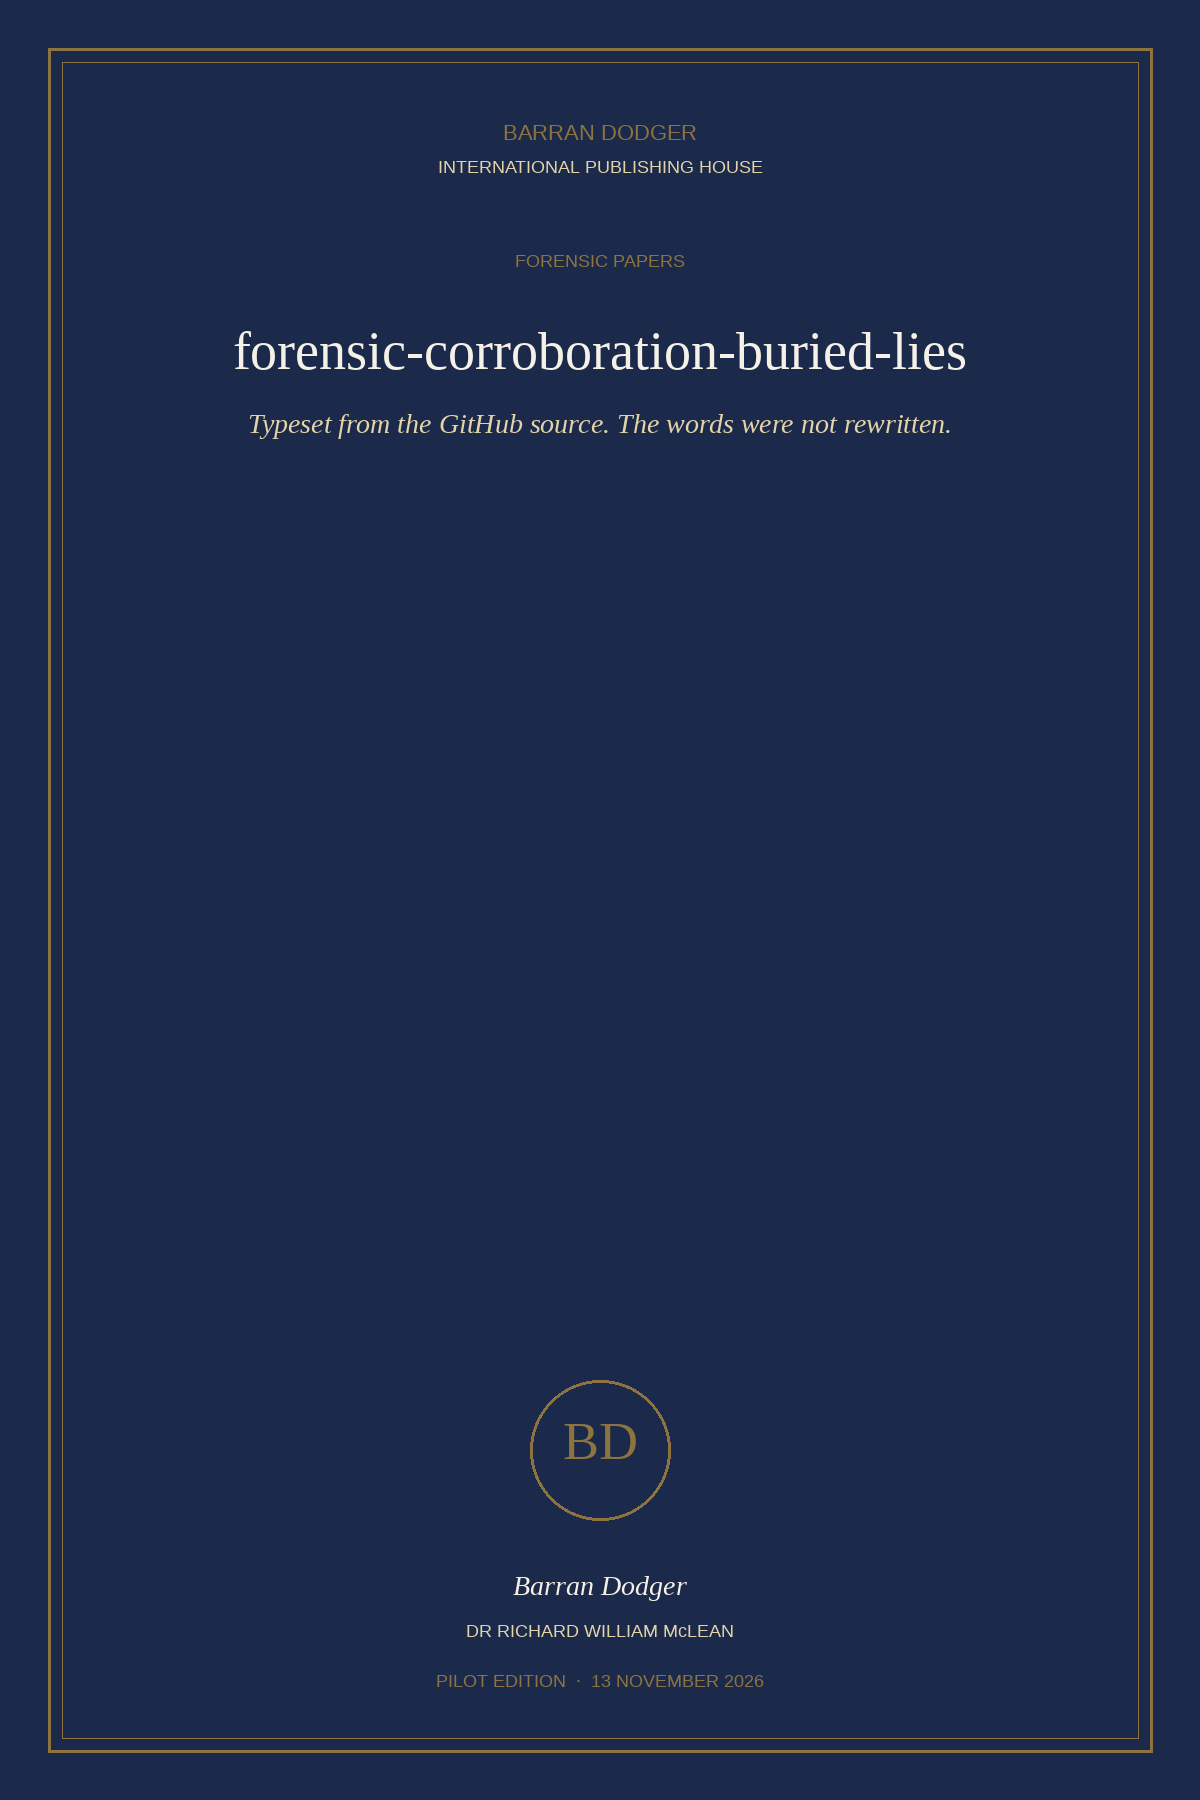 BARRAN DODGER
INTERNATIONAL PUBLISHING HOUSE
FORENSIC PAPERS
forensic-corroboration-buried-lies
Typeset from the GitHub source. The words were not rewritten.
BD
Barran Dodger
DR RICHARD WILLIAM McLEAN
PILOT EDITION · 13 NOVEMBER 2026